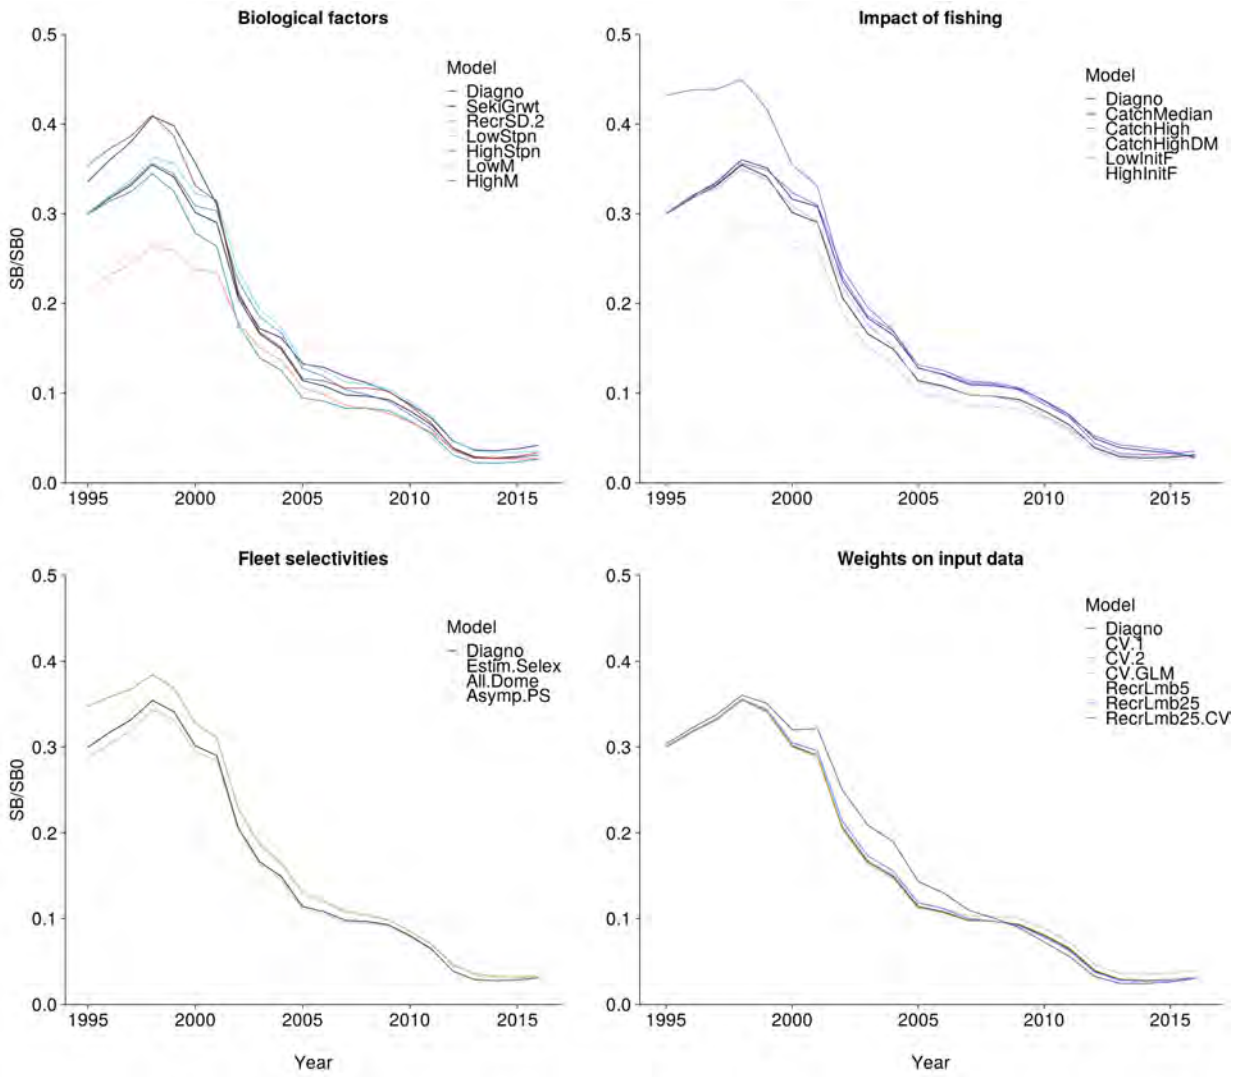 Biological factors
0.5
0.4
0.3
0.2
0.1
0.0
SB/SB0
1995 2000 2005 2010 2015
Model
Diagno
SekiGrwt
RecrSD.2
LowStpn
HighStpn
LowM
HighM
Impact of fishing
0.5
0.4
0.3
0.2
0.1
0.0
1995 2000 2005 2010 2015
Model
Diagno
CatchMedian
CatchHigh
CatchHighDM
LowInitF
HighInitF
Fleet selectivities
0.5
0.4
0.3
0.2
0.1
0.0
SB/SB0
1995 2000 2005 2010 2015
Year
Model
Diagno
Estim.Selex
All.Dome
Asymp.PS
Weights on input data
0.5
0.4
0.3
0.2
0.1
0.0
1995 2000 2005 2010 2015
Year
Model
Diagno
CV.1
CV.2
CV.GLM
RecrLmb5
RecrLmb25
RecrLmb25.CV